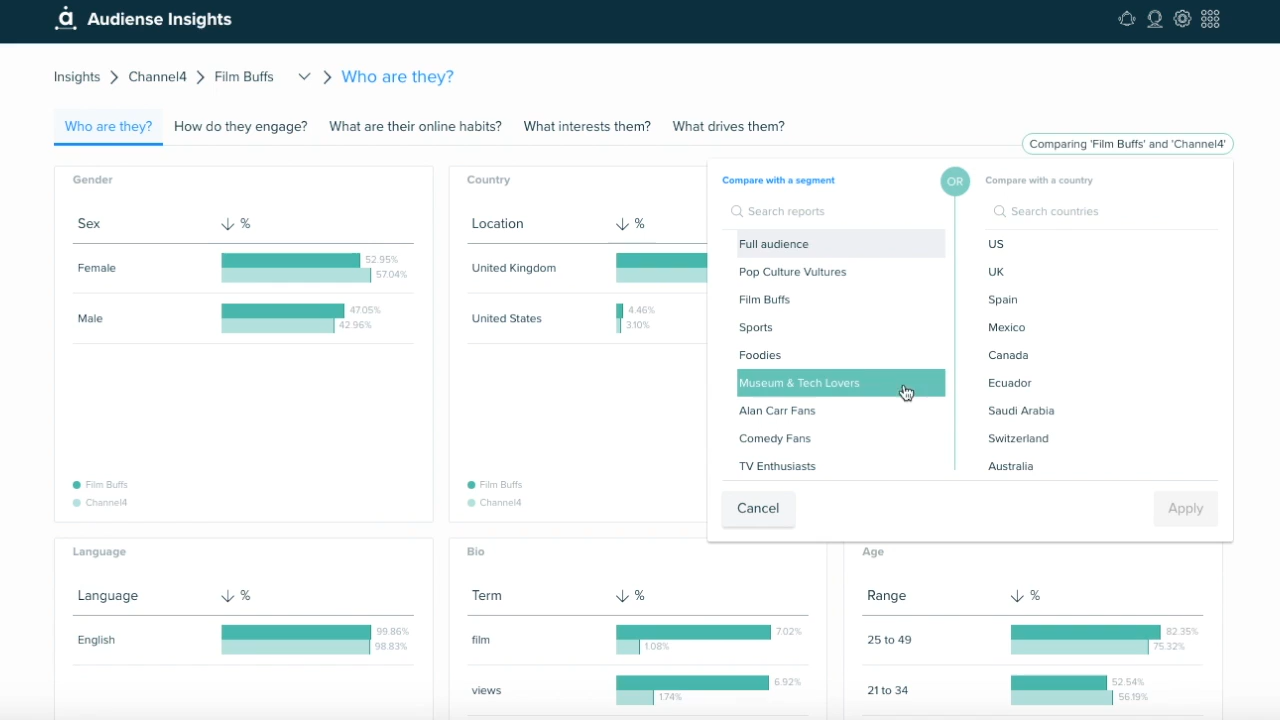 Audiense Insights
Insights > Channel4 > Film Buffs > Who are they?
Who are they? How do they engage? What are their online habits? What interests them? What drives them?
Comparing 'Film Buffs' and 'Channel4'
Gender
Sex %
Female 52.95%
57.04%
Male 47.05%
42.96%
Film Buffs
Channel4
Country
Location %
United Kingdom
United States 4.46%
3.10%
Film Buffs
Channel4
Compare with a segment
Search reports
Full audience
Pop Culture Vultures
Film Buffs
Sports
Foodies
Museum & Tech Lovers
Alan Carr Fans
Comedy Fans
TV Enthusiasts
OR
Compare with a country
Search countries
US
UK
Spain
Mexico
Canada
Ecuador
Saudi Arabia
Switzerland
Australia
Cancel
Apply
Language
Language %
English 99.86%
98.83%
Bio
Term %
film 7.02%
1.08%
views 6.92%
1.74%
Age
Range %
25 to 49 82.35%
75.32%
21 to 34 52.54%
56.19%